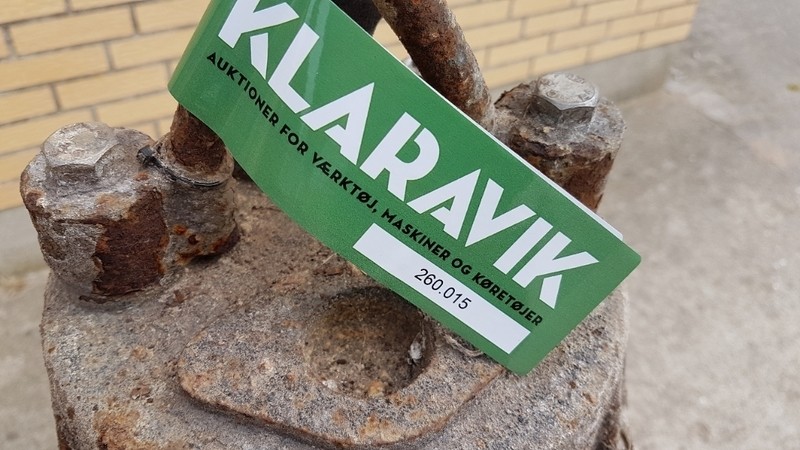 KLARAVIK
AUKTIONER FOR VÆRKTØJ, MASKINER OG KØRETØJER
260.015